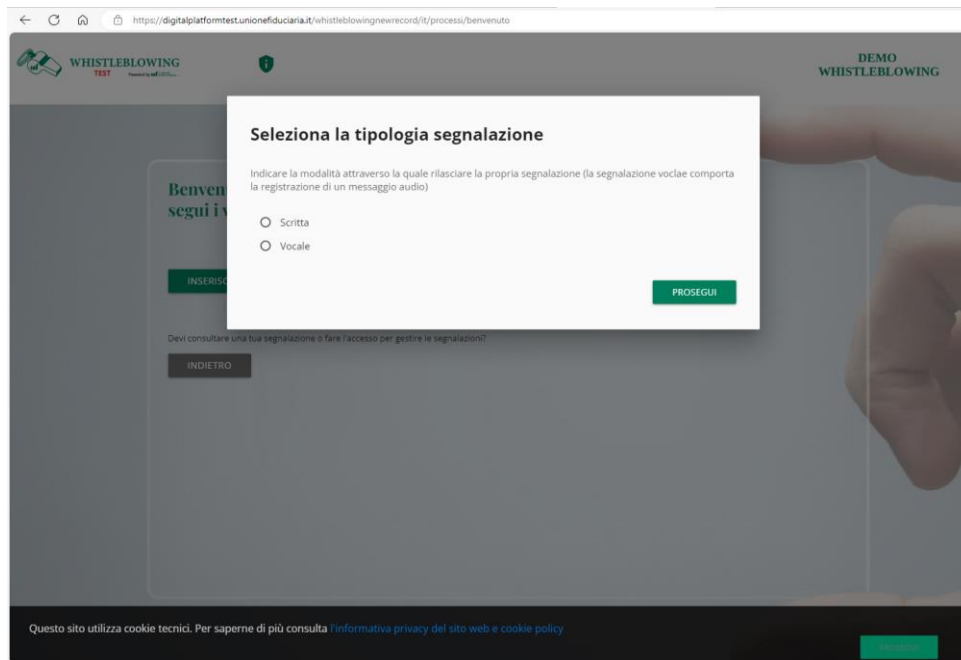 https://digitalplatformtest.unionefiduciaria.it/whistleblowingnewrecord/it/processi/benvenuto
WHISTLEBLOWING
TEST
DEMO
WHISTLEBLOWING
Seleziona la tipologia segnalazione
Indicare la modalità attraverso la quale rilasciare la propria segnalazione (la segnalazione voclae comporta
la registrazione di un messaggio audio)
Scritta
Vocale
PROSEGUI
Benven
segui i v
INSERISC
Devi consultare una tua segnalazione o fare l'accesso per gestire le segnalazioni?
INDIETRO
Questo sito utilizza cookie tecnici. Per saperne di più consulta l'informativa privacy del sito web e cookie policy
PROSEGUI